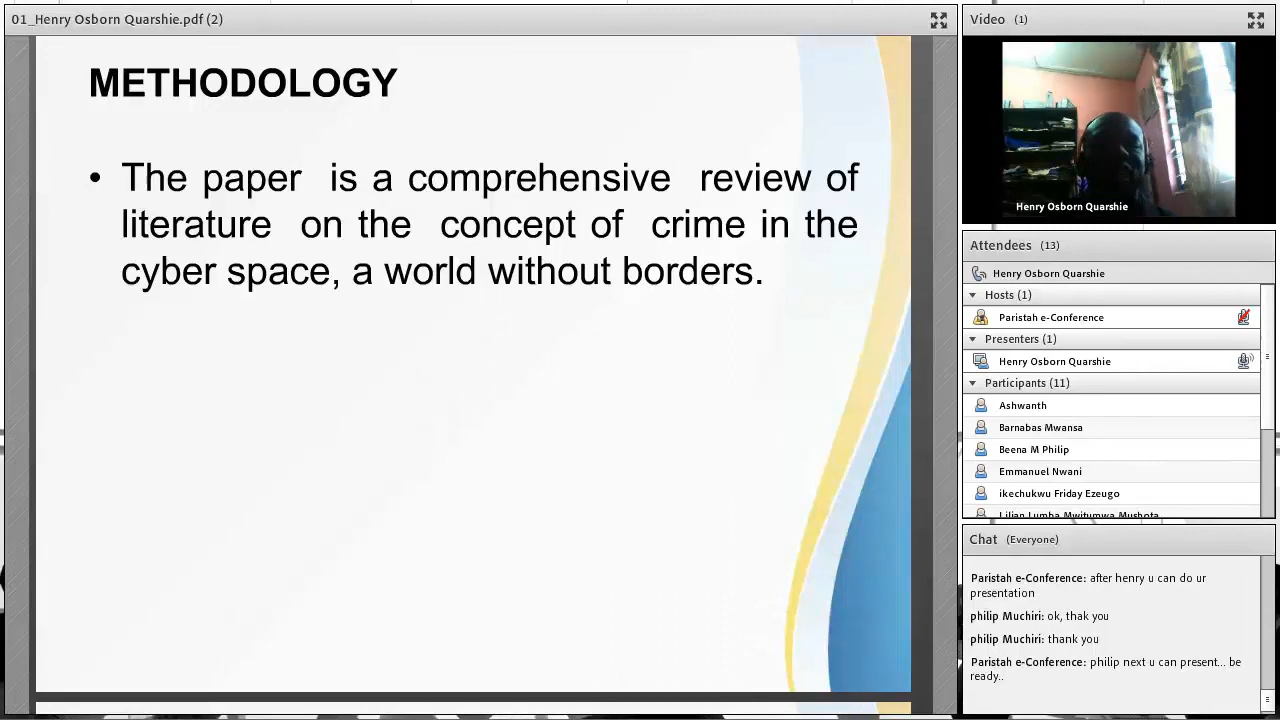 01_Henry Osborn Quarshie.pdf (2)
METHODOLOGY
• The paper is a comprehensive review of
literature on the concept of crime in the
cyber space, a world without borders.
Video (1)
Henry Osborn Quarshie
Attendees (13)
Henry Osborn Quarshie
Hosts (1)
Paristah e-Conference
Presenters (1)
Henry Osborn Quarshie
Participants (11)
Ashwanth
Barnabas Mwansa
Beena M Philip
Emmanuel Nwani
ikechukwu Friday Ezeugo
Lilian Lumba Mwitumwa Mushota
Chat (Everyone)
Paristah e-Conference: after henry u can do ur
presentation
philip Muchiri: ok, thak you
philip Muchiri: thank you
Paristah e-Conference: philip next u can present... be
ready..